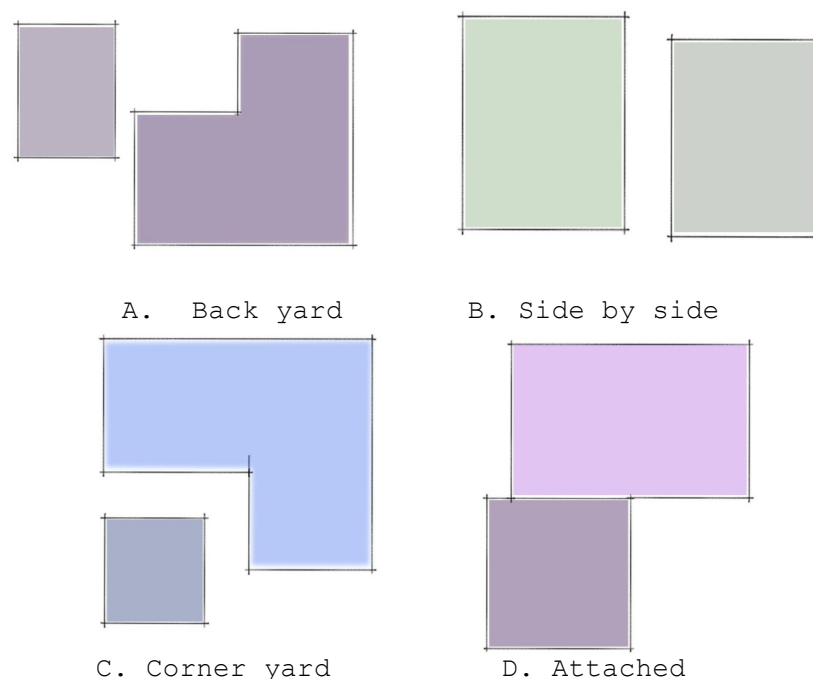 A. Back yard
B. Side by side
C. Corner yard
D. Attached